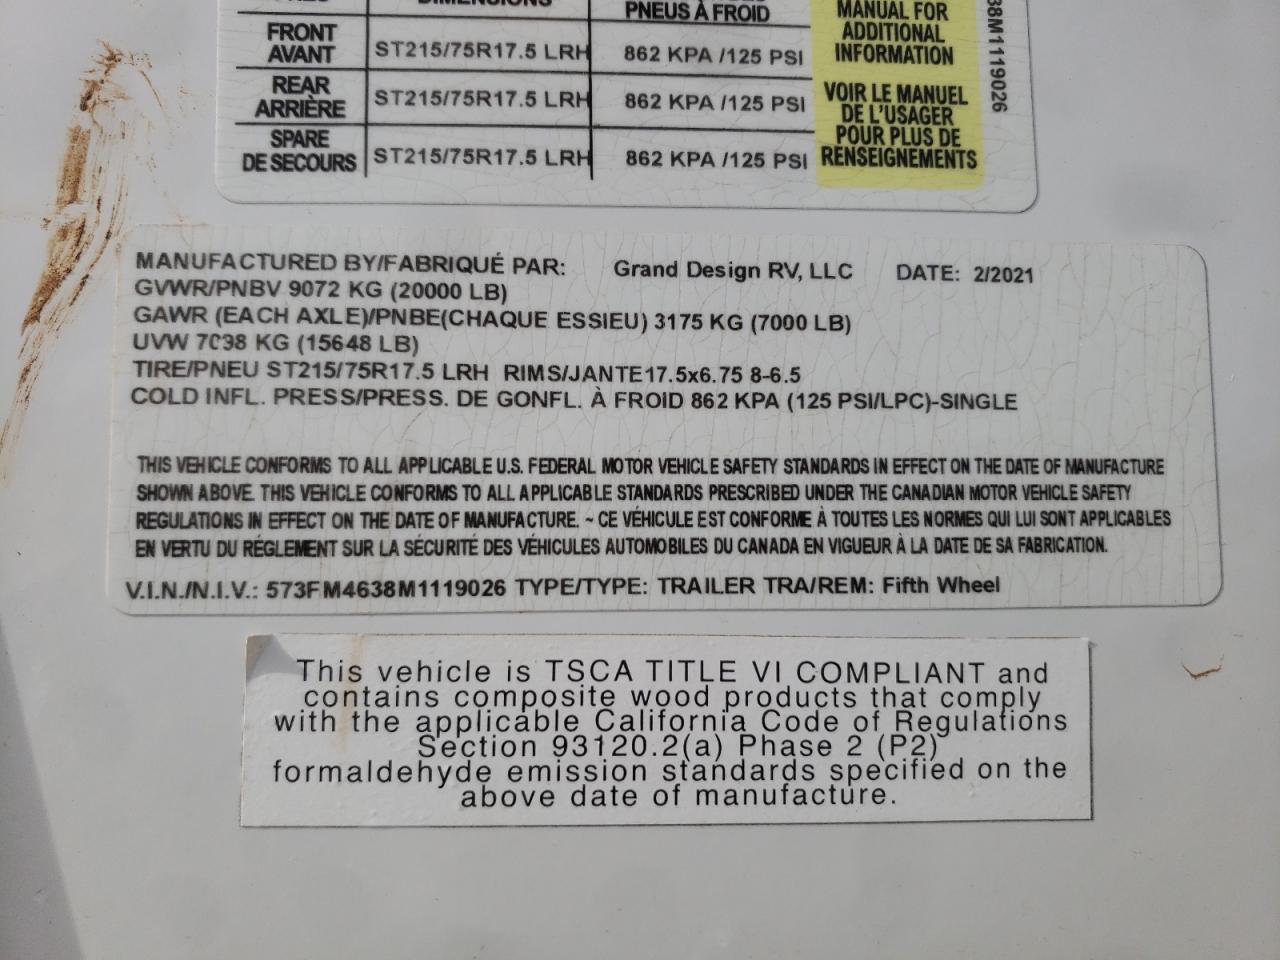 DIMENSIONS
PNEUS À FROID
FRONT
AVANT
ST215/75R17.5 LRH
862 KPA /125 PSI
REAR
ARRIÈRE
ST215/75R17.5 LRH
862 KPA /125 PSI
SPARE
DE SECOURS
ST215/75R17.5 LRH
862 KPA /125 PSI
MANUAL FOR
ADDITIONAL
INFORMATION
VOIR LE MANUEL
DE L'USAGER
POUR PLUS DE
RENSEIGNEMENTS
38M1119026
MANUFACTURED BY/FABRIQUÉ PAR: Grand Design RV, LLC DATE: 2/2021
GVWR/PNBV 9072 KG (20000 LB)
GAWR (EACH AXLE)/PNBE(CHAQUE ESSIEU) 3175 KG (7000 LB)
UVW 7098 KG (15648 LB)
TIRE/PNEU ST215/75R17.5 LRH RIMS/JANTE17.5x6.75 8-6.5
COLD INFL. PRESS/PRESS. DE GONFL. À FROID 862 KPA (125 PSI/LPC)-SINGLE
THIS VEHICLE CONFORMS TO ALL APPLICABLE U.S. FEDERAL MOTOR VEHICLE SAFETY STANDARDS IN EFFECT ON THE DATE OF MANUFACTURE
SHOWN ABOVE. THIS VEHICLE CONFORMS TO ALL APPLICABLE STANDARDS PRESCRIBED UNDER THE CANADIAN MOTOR VEHICLE SAFETY
REGULATIONS IN EFFECT ON THE DATE OF MANUFACTURE. ~ CE VÉHICULE EST CONFORME À TOUTES LES NORMES QUI LUI SONT APPLICABLES
EN VERTU DU RÉGLEMENT SUR LA SÉCURITÉ DES VÉHICULES AUTOMOBILES DU CANADA EN VIGUEUR À LA DATE DE SA FABRICATION.
V.I.N./N.I.V.: 573FM4638M1119026 TYPE/TYPE: TRAILER TRA/REM: Fifth Wheel
This vehicle is TSCA TITLE VI COMPLIANT and
contains composite wood products that comply
with the applicable California Code of Regulations
Section 93120.2(a) Phase 2 (P2)
formaldehyde emission standards specified on the
above date of manufacture.